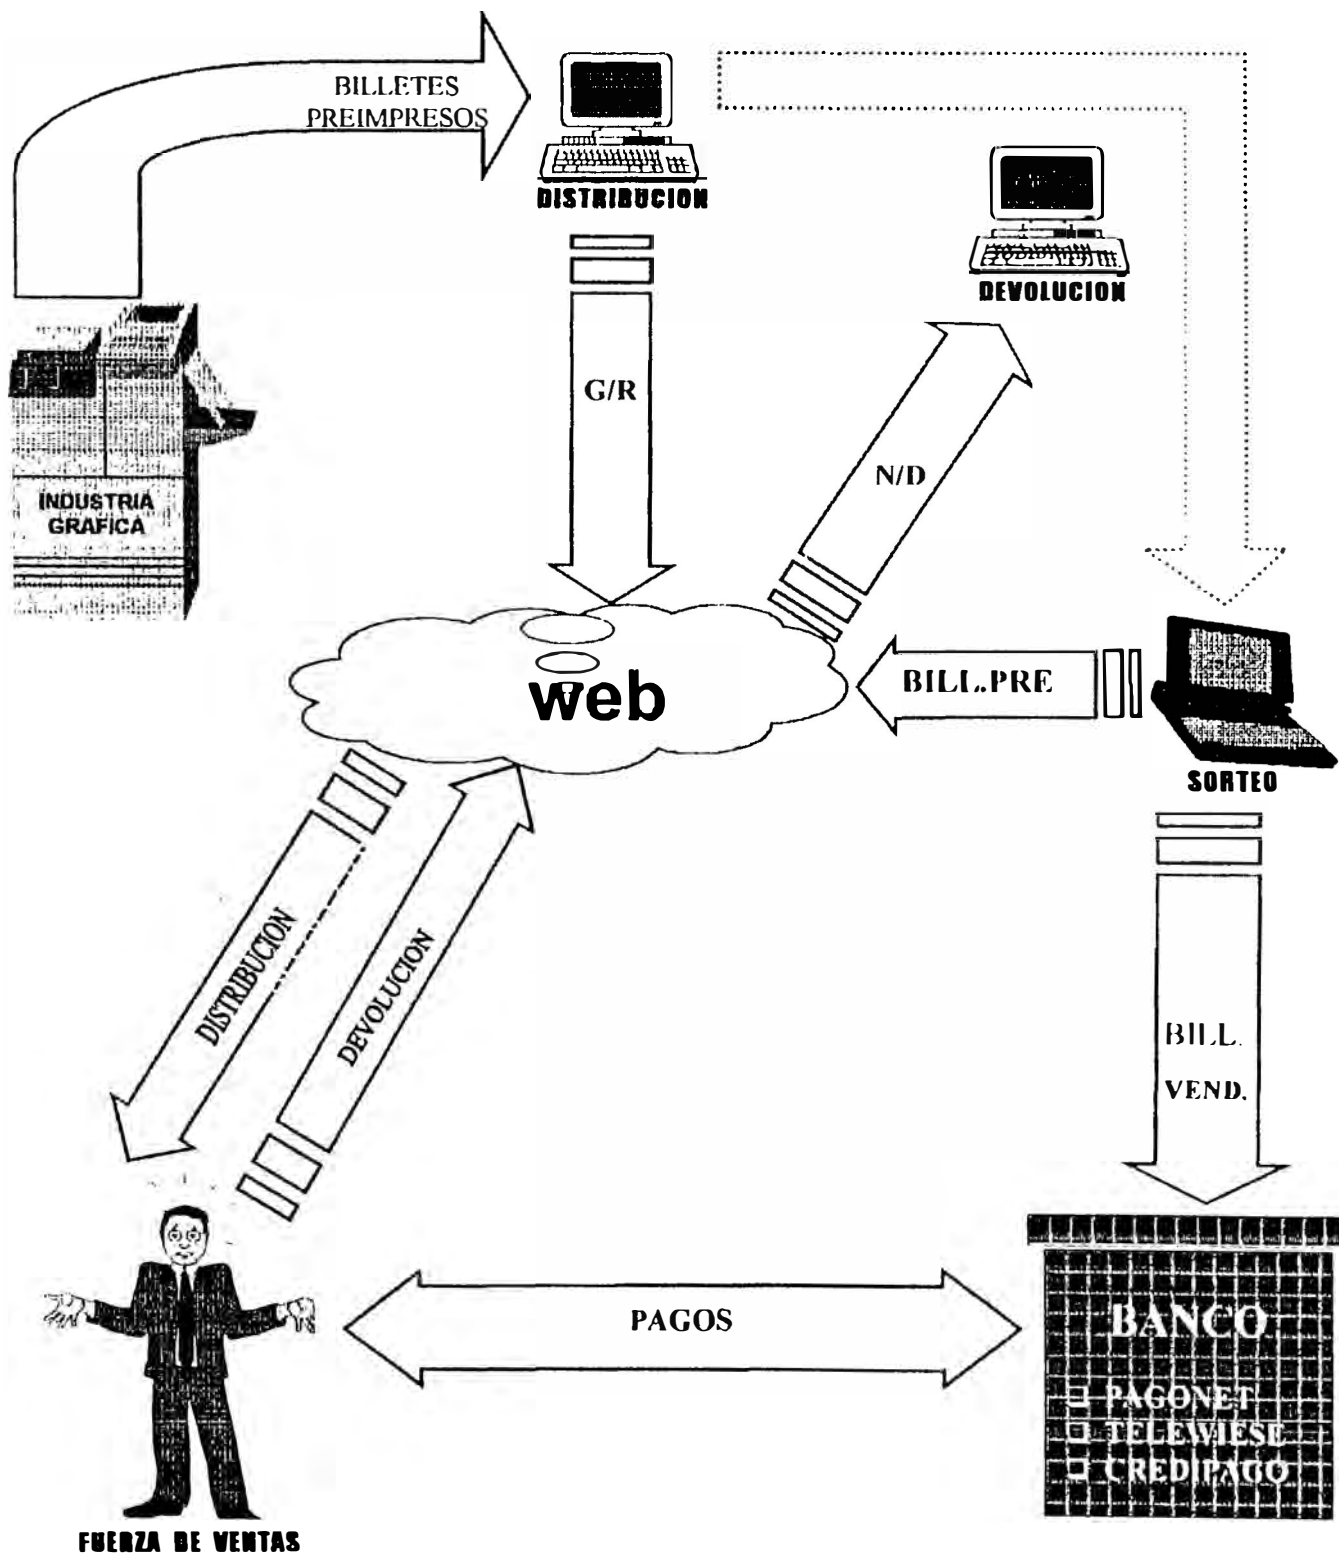 BILLETES
PREIMPRESOS
DISTRIBUCION
DEVOLUCION
G/R
N/D
INDUSTRIA
GRAFICA
web
BILL.PRE
SORTEO
DISTRIBUCION
DEVOLUCION
BILL.
VEND.
PAGOS
BANCO
PAGONET
TELEWIESE
CREDIPAGO
FUERZA DE VENTAS